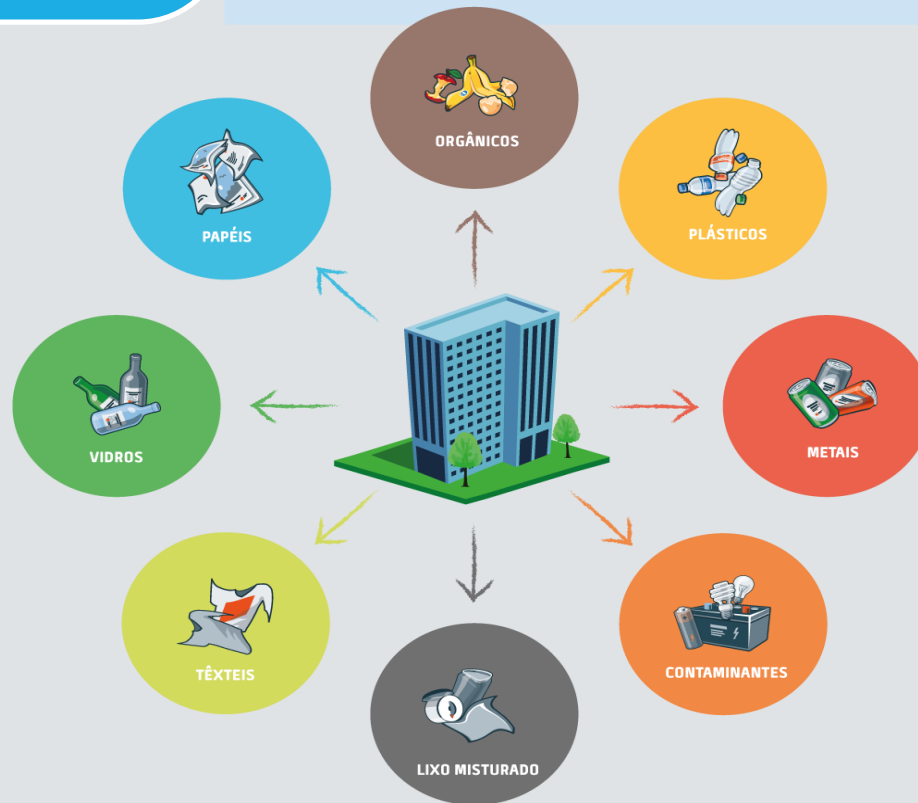 ORGÂNICOS
PAPÉIS
PLÁSTICOS
VIDROS
METAIS
TÊXTEIS
CONTAMINANTES
LIXO MISTURADO